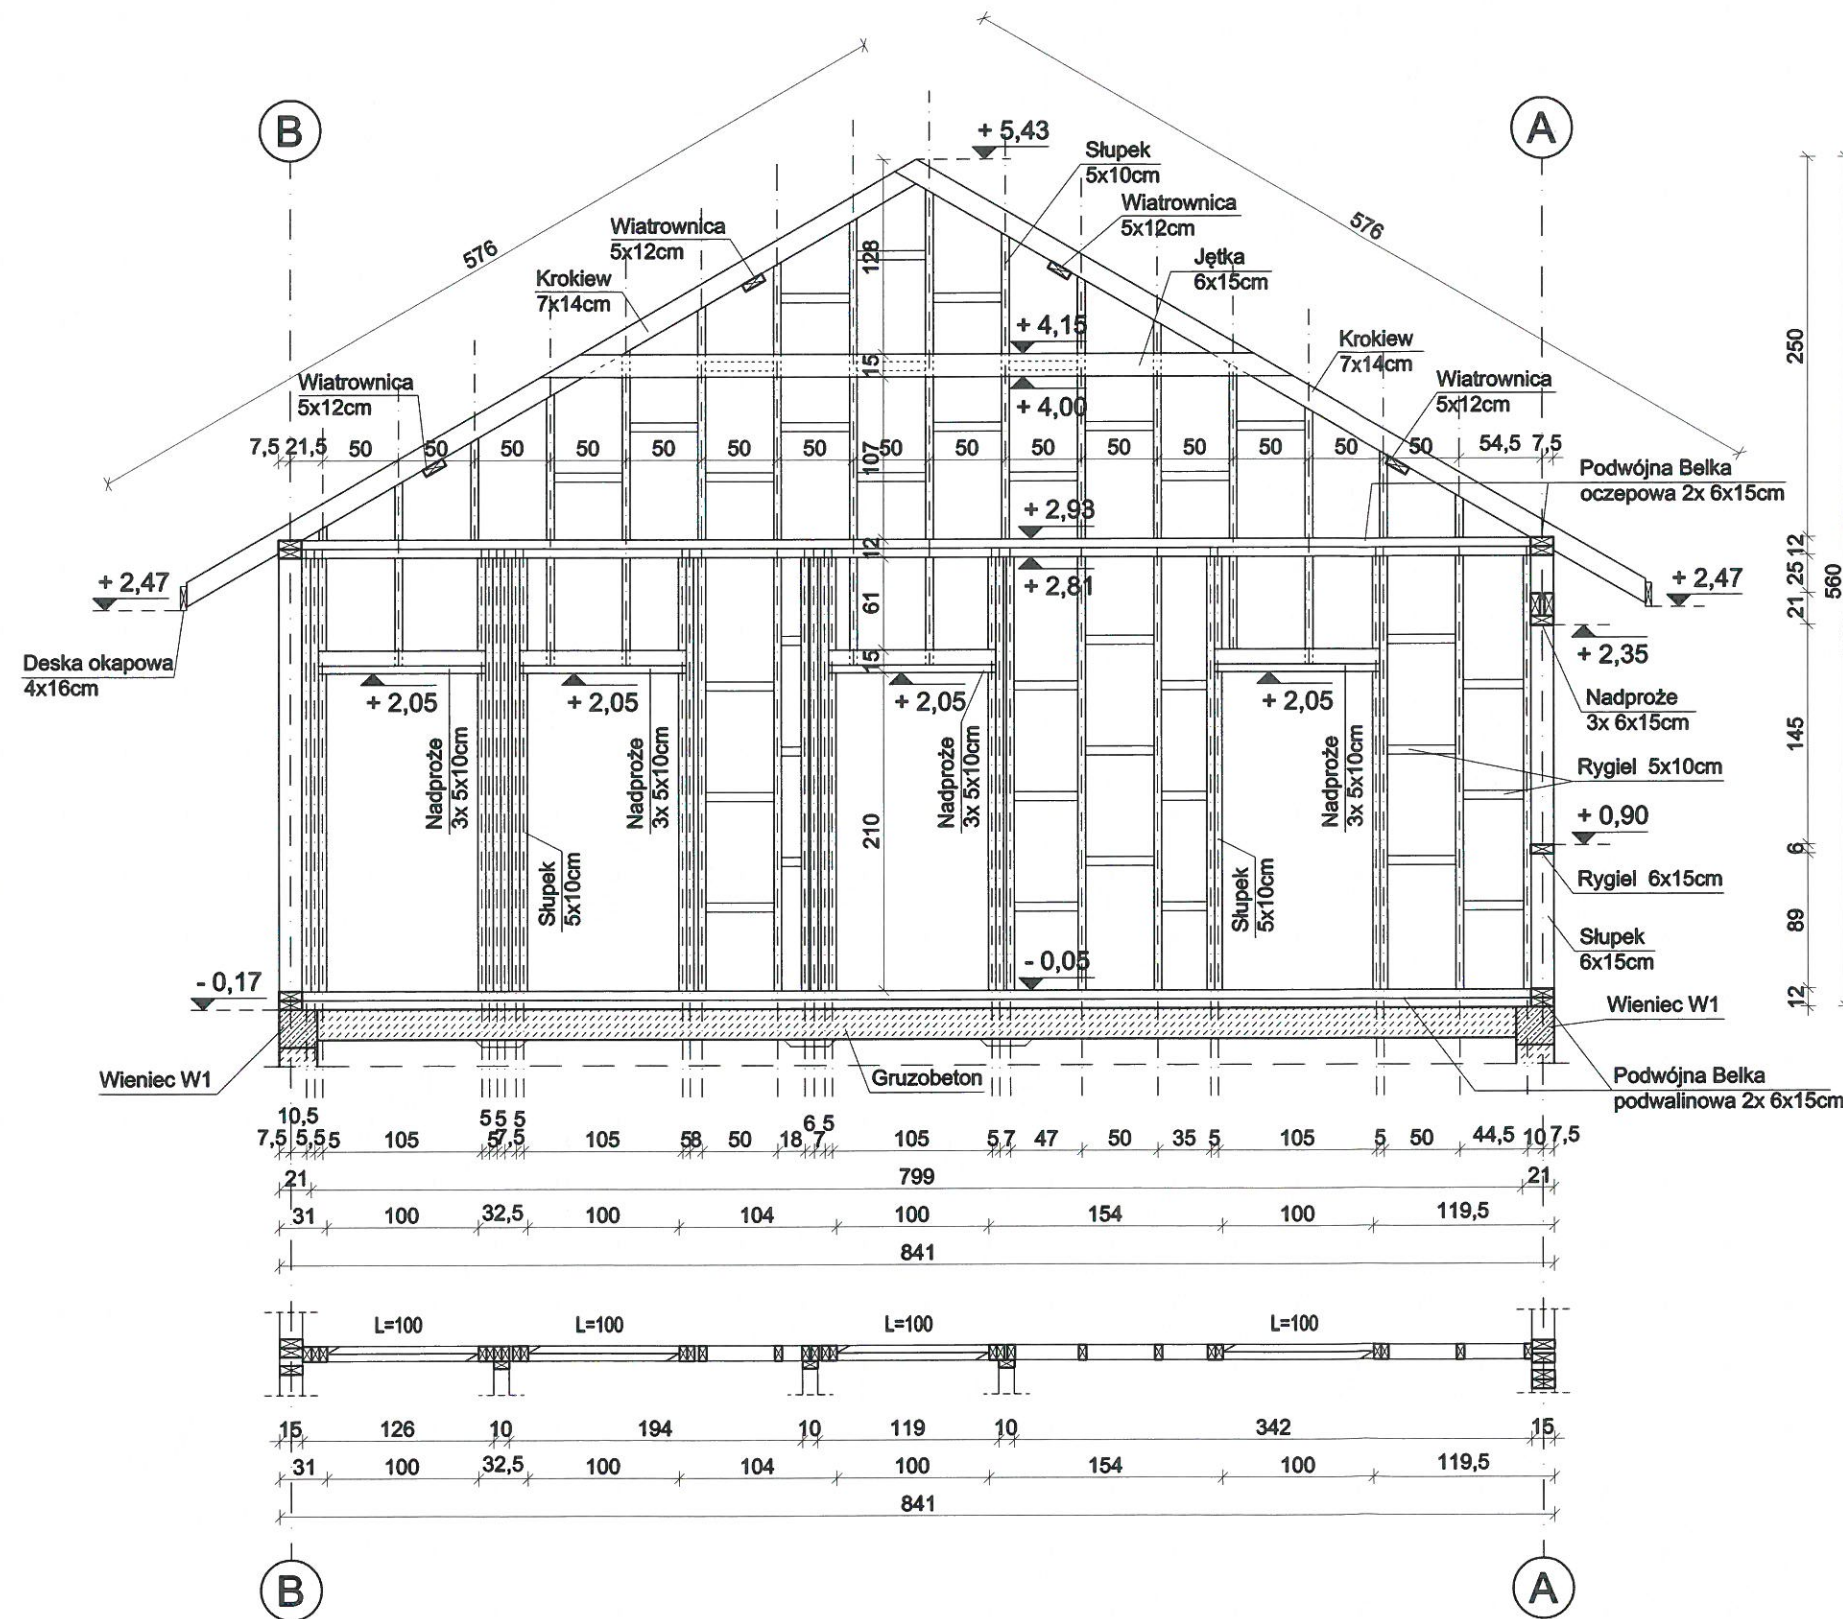 B
A
+ 5,43
Słupek
5x10cm
Wiatrownica
5x12cm
Wiatrownica
5x12cm
576
576
Krokiew
7x14cm
128
Jętka
6x15cm
+ 4,15
15
Krokiew
7x14cm
250
Wiatrownica
5x12cm
+ 4,00
Wiatrownica
5x12cm
7,5 21,5 50 50 50 50 50 50 50 50 50 50 50 50 50 50 50 54,5 7,5
107
Podwójna Belka
oczepowa 2x 6x15cm
+ 2,93
12
12
+ 2,81
25
560
+ 2,47
+ 2,47
61
21
+ 2,35
Deska okapowa
4x16cm
15
+ 2,05
+ 2,05
+ 2,05
+ 2,05
Nadproże
3x 6x15cm
Nadproże
3x 5x10cm
Nadproże
3x 5x10cm
Nadproże
3x 5x10cm
Nadproże
3x 5x10cm
145
Rygiel 5x10cm
210
+ 0,90
6
Rygiel 6x15cm
Słupek
5x10cm
Słupek
5x10cm
89
Słupek
6x15cm
- 0,17
- 0,05
12
Wieniec W1
Wieniec W1
Gruzobeton
Podwójna Belka
podwalinowa 2x 6x15cm
10,5 5 5 5 6,5
7,5 5,5 5 5 105 5 7,5 105 5 8 50 18 7 105 5 7 47 50 35 5 105 5 50 44,5 10 7,5
21 799 21
31 100 32,5 100 104 100 154 100 119,5
841
L=100 L=100 L=100 L=100
15 126 10 194 10 119 10 342 15
31 100 32,5 100 104 100 154 100 119,5
841
B
A